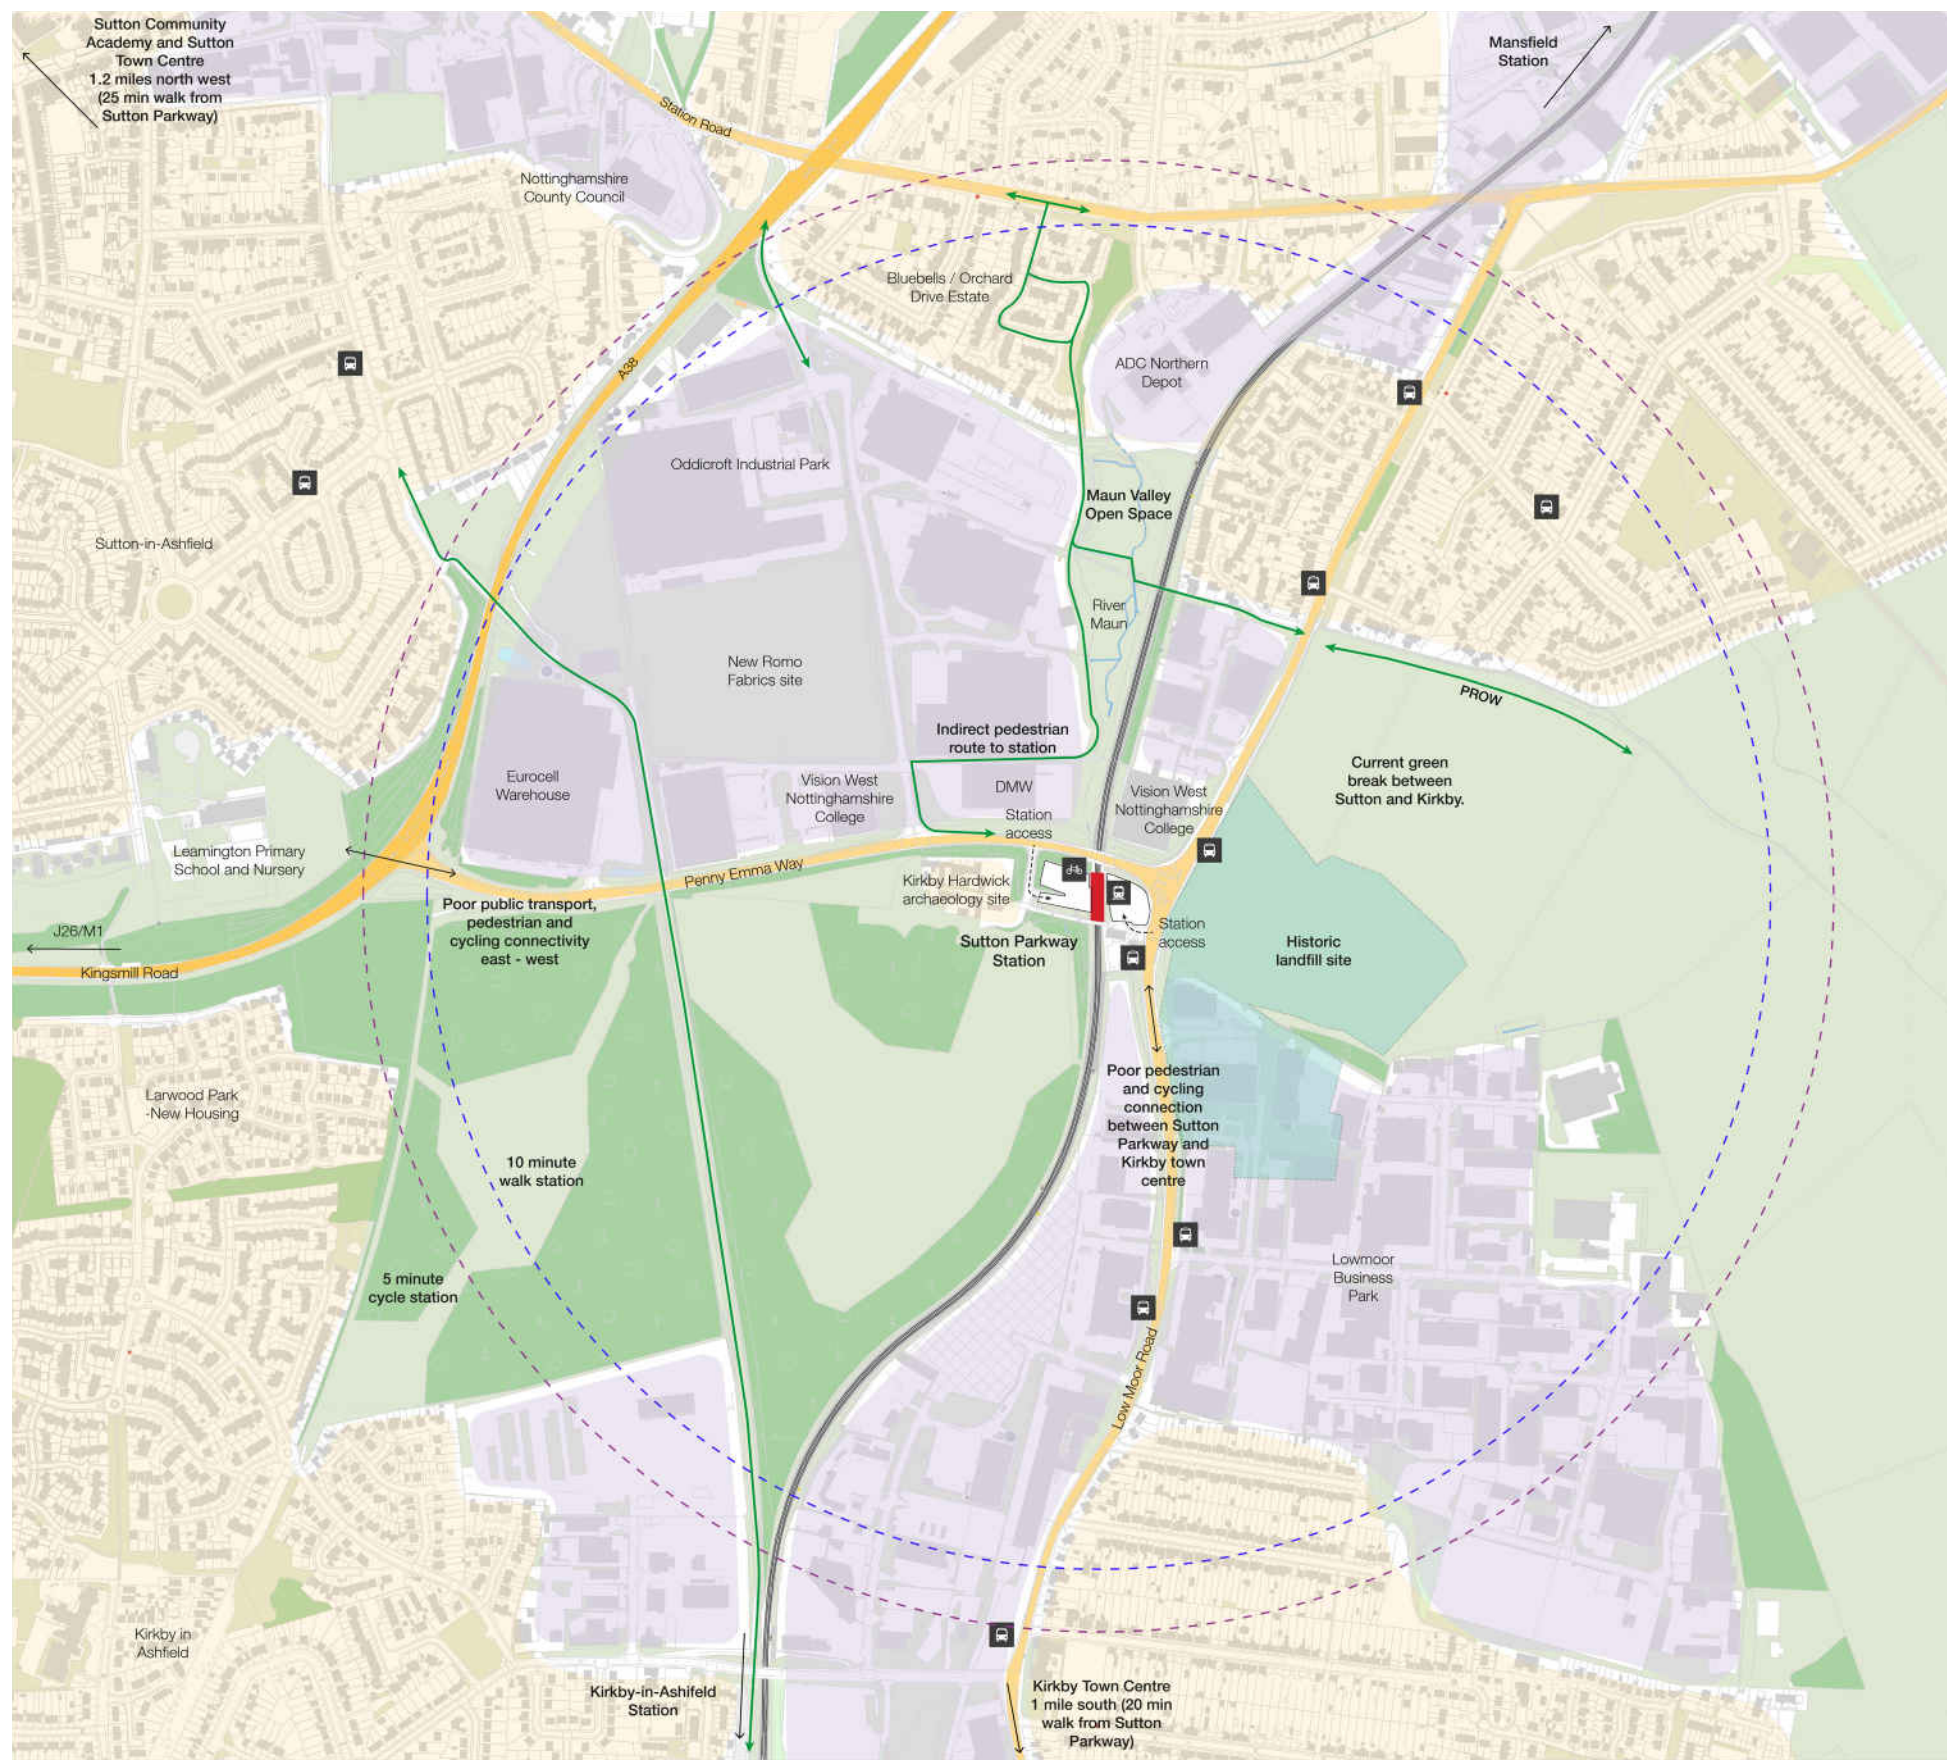 Sutton Community
Academy and Sutton
Town Centre
1.2 miles north west
(25 min walk from
Sutton Parkway)
Mansfield
Station
Station Road
Nottinghamshire
County Council
Bluebells / Orchard
Drive Estate
A38
ADC Northern
Depot
Oddicroft Industrial Park
Maun Valley
Open Space
Sutton-in-Ashfield
River
Maun
New Romo
Fabrics site
PROW
Indirect pedestrian
route to station
Current green
break between
Sutton and Kirkby.
Eurocell
Warehouse
Vision West
Nottinghamshire
College
DMW
Station
access
Vision West
Nottinghamshire
College
Leamington Primary
School and Nursery
Penny Emma Way
Kirkby Hardwick
archaeology site
Poor public transport,
pedestrian and
cycling connectivity
east - west
J26/M1
Kingsmill Road
Sutton Parkway
Station
Station
access
Historic
landfill site
Poor pedestrian
and cycling
connection
between Sutton
Parkway and
Kirkby town
centre
Larwood Park
-New Housing
10 minute
walk station
5 minute
cycle station
Lowmoor
Business
Park
Low Moor Road
Kirkby in
Ashfield
Kirkby-in-Ashifeld
Station
Kirkby Town Centre
1 mile south (20 min
walk from Sutton
Parkway)